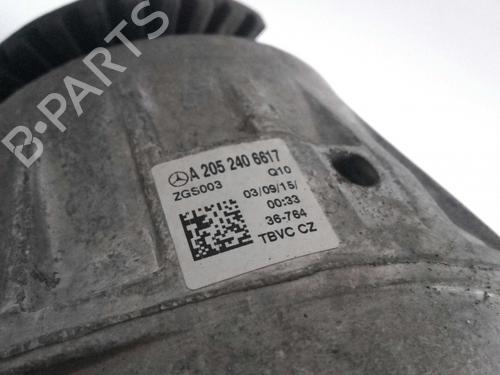 B-PARTS
A 205 240 6617
ZGS003 Q10
03/09/15/
00:33
36-764
TBVC CZ